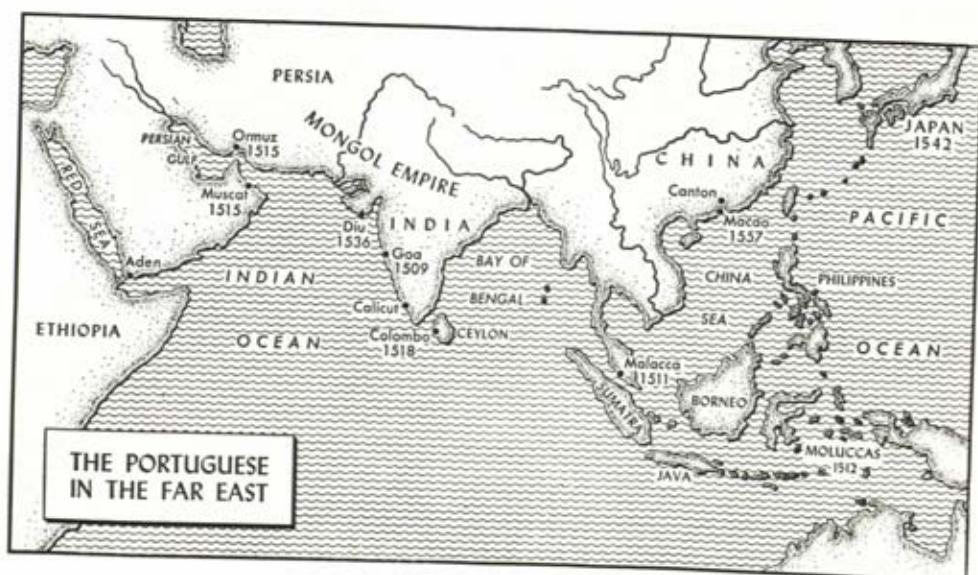 PERSIA
MONGOL EMPIRE
PERSIAN
GULF
Ormuz
1515
RED
SEA
Muscat
1515
Aden
ETHIOPIA
INDIAN
OCEAN
Diu
1536
INDIA
Goa
1509
Calicut
Colombo
1518
CEYLON
BAY OF
BENGAL
CHINA
Canton
Macao
1557
JAPAN
1542
PACIFIC
OCEAN
CHINA
SEA
PHILIPPINES
Malacca
1511
SUMATRA
BORNEO
JAVA
MOLUCCAS
1512
THE PORTUGUESE
IN THE FAR EAST